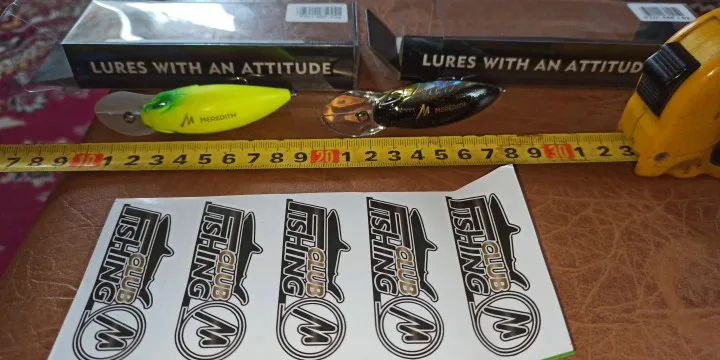 LURES WITH AN ATTITUDE
LURES WITH AN ATTITUD
M MEREDITH
M MEREDITH
7 8 9 10 1 2 3 4 5 6 7 8 9 20 1 2 3 4 5 6 7 8 9 30 1 2 3
FISHING CLUB M
FISHING CLUB M
FISHING CLUB M
FISHING CLUB M
FISHING CLUB M